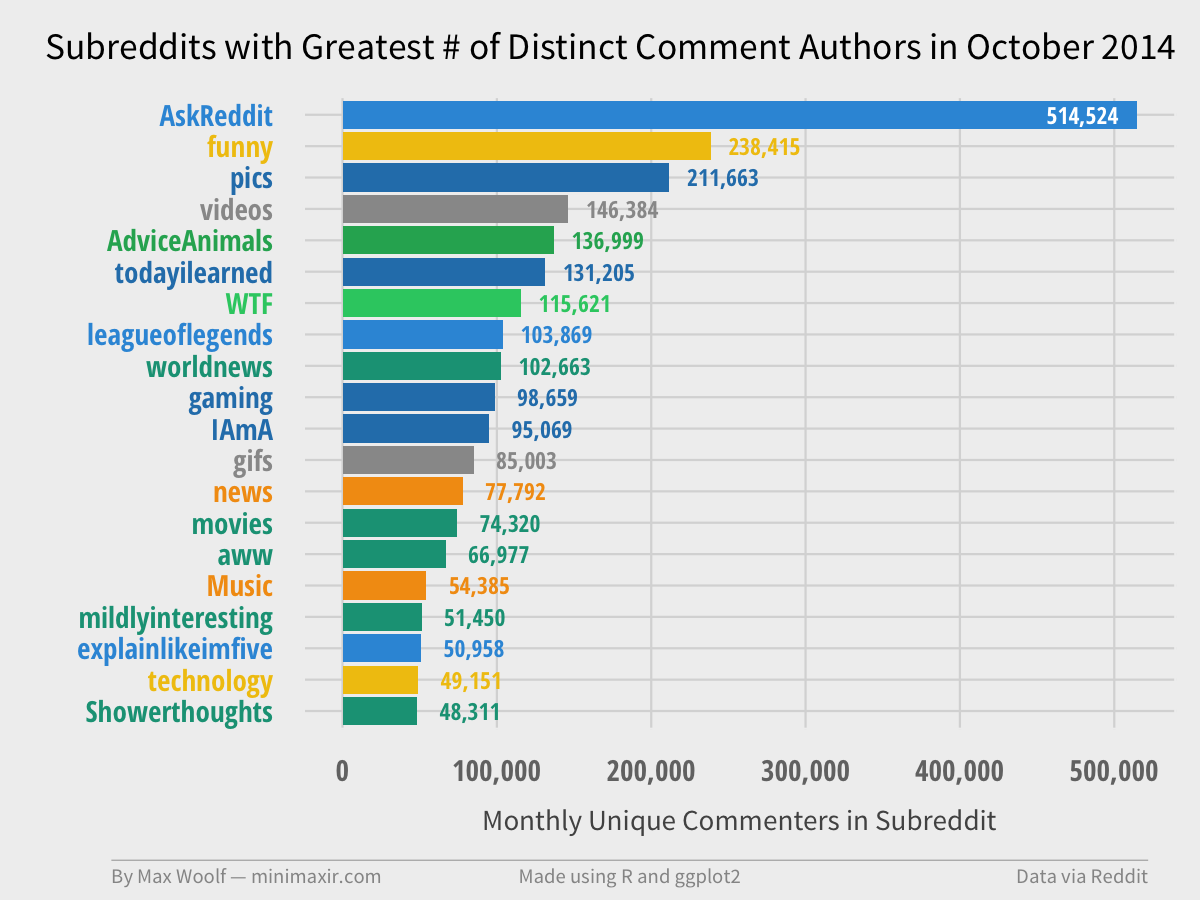 Subreddits with Greatest # of Distinct Comment Authors in October 2014
AskReddit 514,524
funny 238,415
pics 211,663
videos 146,384
AdviceAnimals 136,999
todayilearned 131,205
WTF 115,621
leagueoflegends 103,869
worldnews 102,663
gaming 98,659
IAmA 95,069
gifs 85,003
news 77,792
movies 74,320
aww 66,977
Music 54,385
mildlyinteresting 51,450
explainlikeimfive 50,958
technology 49,151
Showerthoughts 48,311
0 100,000 200,000 300,000 400,000 500,000
Monthly Unique Commenters in Subreddit
By Max Woolf — minimaxir.com Made using R and ggplot2 Data via Reddit